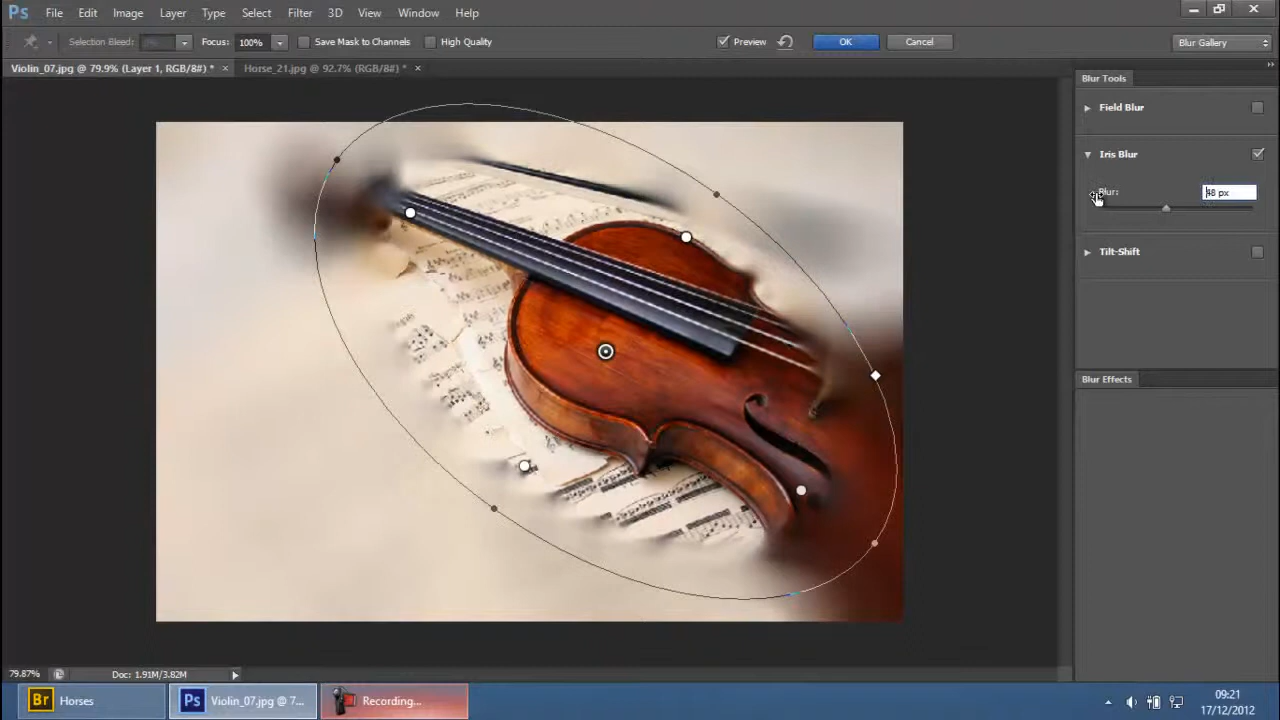 Ps File Edit Image Layer Type Select Filter 3D View Window Help
Selection Bleed: Focus: 100% Save Mask to Channels High Quality Preview OK Cancel Blur Gallery
Violin_07.jpg @ 79.9% (Layer 1, RGB/8#) * × Horse_21.jpg @ 92.7% (RGB/8#) * ×
Blur Tools
Field Blur
Iris Blur
Blur: 48 px
Tilt-Shift
Blur Effects
79.87% Doc: 1.91M/3.82M
Br Horses Ps Violin_07.jpg @ 7... Recording... 09:21
17/12/2012